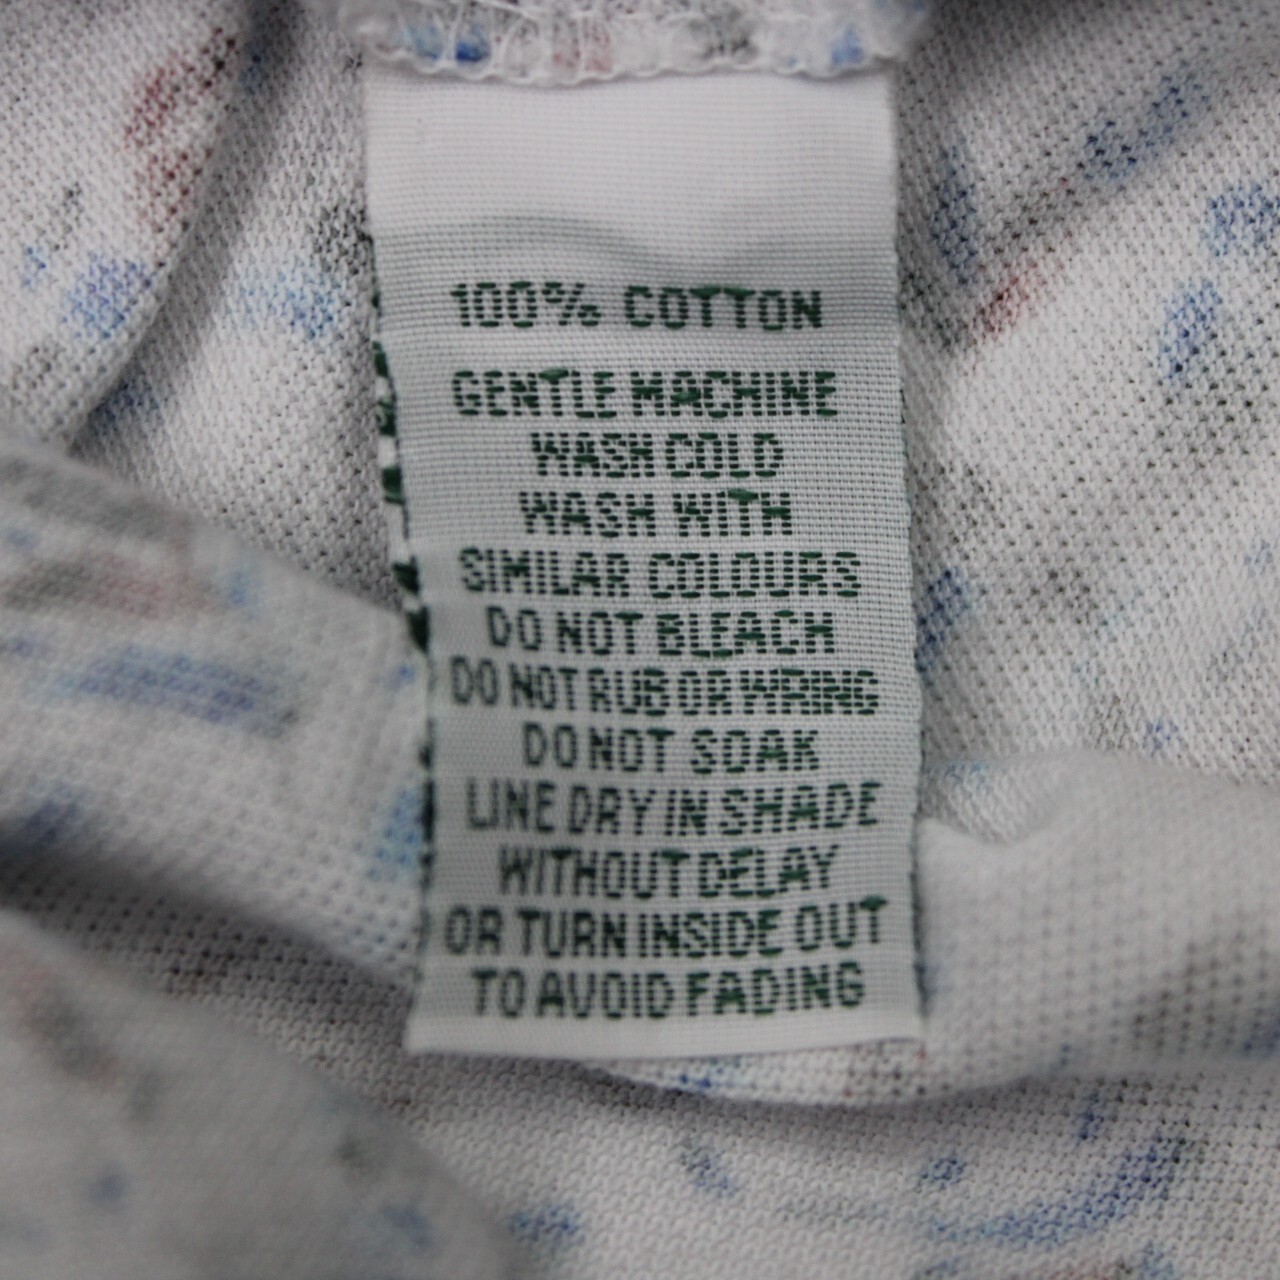 100% COTTON
GENTLE MACHINE
WASH COLD
WASH WITH
SIMILAR COLOURS
DO NOT BLEACH
DO NOT RUB OR WRING
DO NOT SOAK
LINE DRY IN SHADE
WITHOUT DELAY
OR TURN INSIDE OUT
TO AVOID FADING